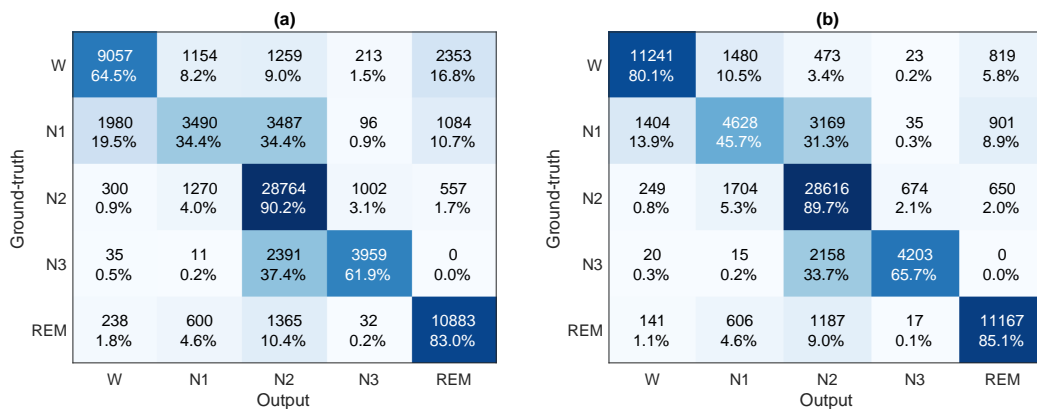 (a)
Ground-truth
W
9057 1154 1259 213 2353
64.5% 8.2% 9.0% 1.5% 16.8%
N1
1980 3490 3487 96 1084
19.5% 34.4% 34.4% 0.9% 10.7%
N2
300 1270 28764 1002 557
0.9% 4.0% 90.2% 3.1% 1.7%
N3
35 11 2391 3959 0
0.5% 0.2% 37.4% 61.9% 0.0%
REM
238 600 1365 32 10883
1.8% 4.6% 10.4% 0.2% 83.0%
W N1 N2 N3 REM
Output
(b)
Ground-truth
W
11241 1480 473 23 819
80.1% 10.5% 3.4% 0.2% 5.8%
N1
1404 4628 3169 35 901
13.9% 45.7% 31.3% 0.3% 8.9%
N2
249 1704 28616 674 650
0.8% 5.3% 89.7% 2.1% 2.0%
N3
20 15 2158 4203 0
0.3% 0.2% 33.7% 65.7% 0.0%
REM
141 606 1187 17 11167
1.1% 4.6% 9.0% 0.1% 85.1%
W N1 N2 N3 REM
Output